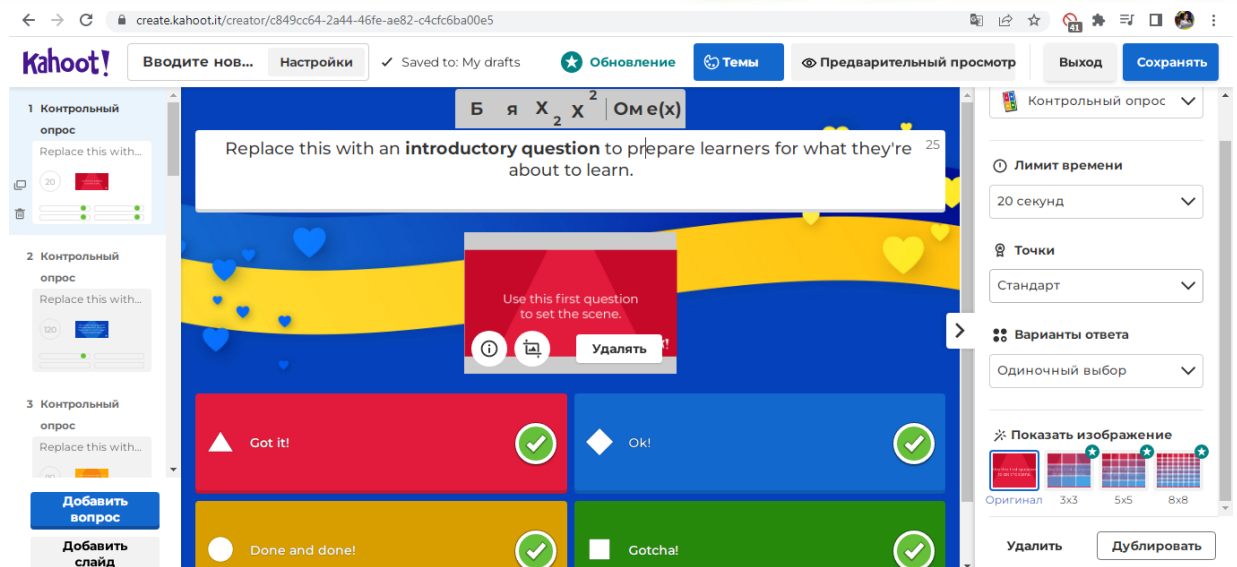 create.kahoot.it/creator/c849cc64-2a44-46fe-ae82-c4cfc6ba00e5
41
Kahoot!
Вводите нов...
Настройки
Saved to: My drafts
Обновление
Темы
Предварительный просмотр
Выход
Сохранять
1 Контрольный
опрос
Replace this with...
20
2 Контрольный
опрос
Replace this with...
120
3 Контрольный
опрос
Replace this with...
Добавить
вопрос
Добавить
слайд
Б я X2 X2 Ом е(х)
Replace this with an introductory question to prepare learners for what they're
about to learn.
25
Use this first question
to set the scene.
Удалять
Got it!
Ok!
Done and done!
Gotcha!
Контрольный опрос
Лимит времени
20 секунд
Точки
Стандарт
Варианты ответа
Одиночный выбор
Показать изображение
Оригинал
3x3
5x5
8x8
Удалить
Дублировать